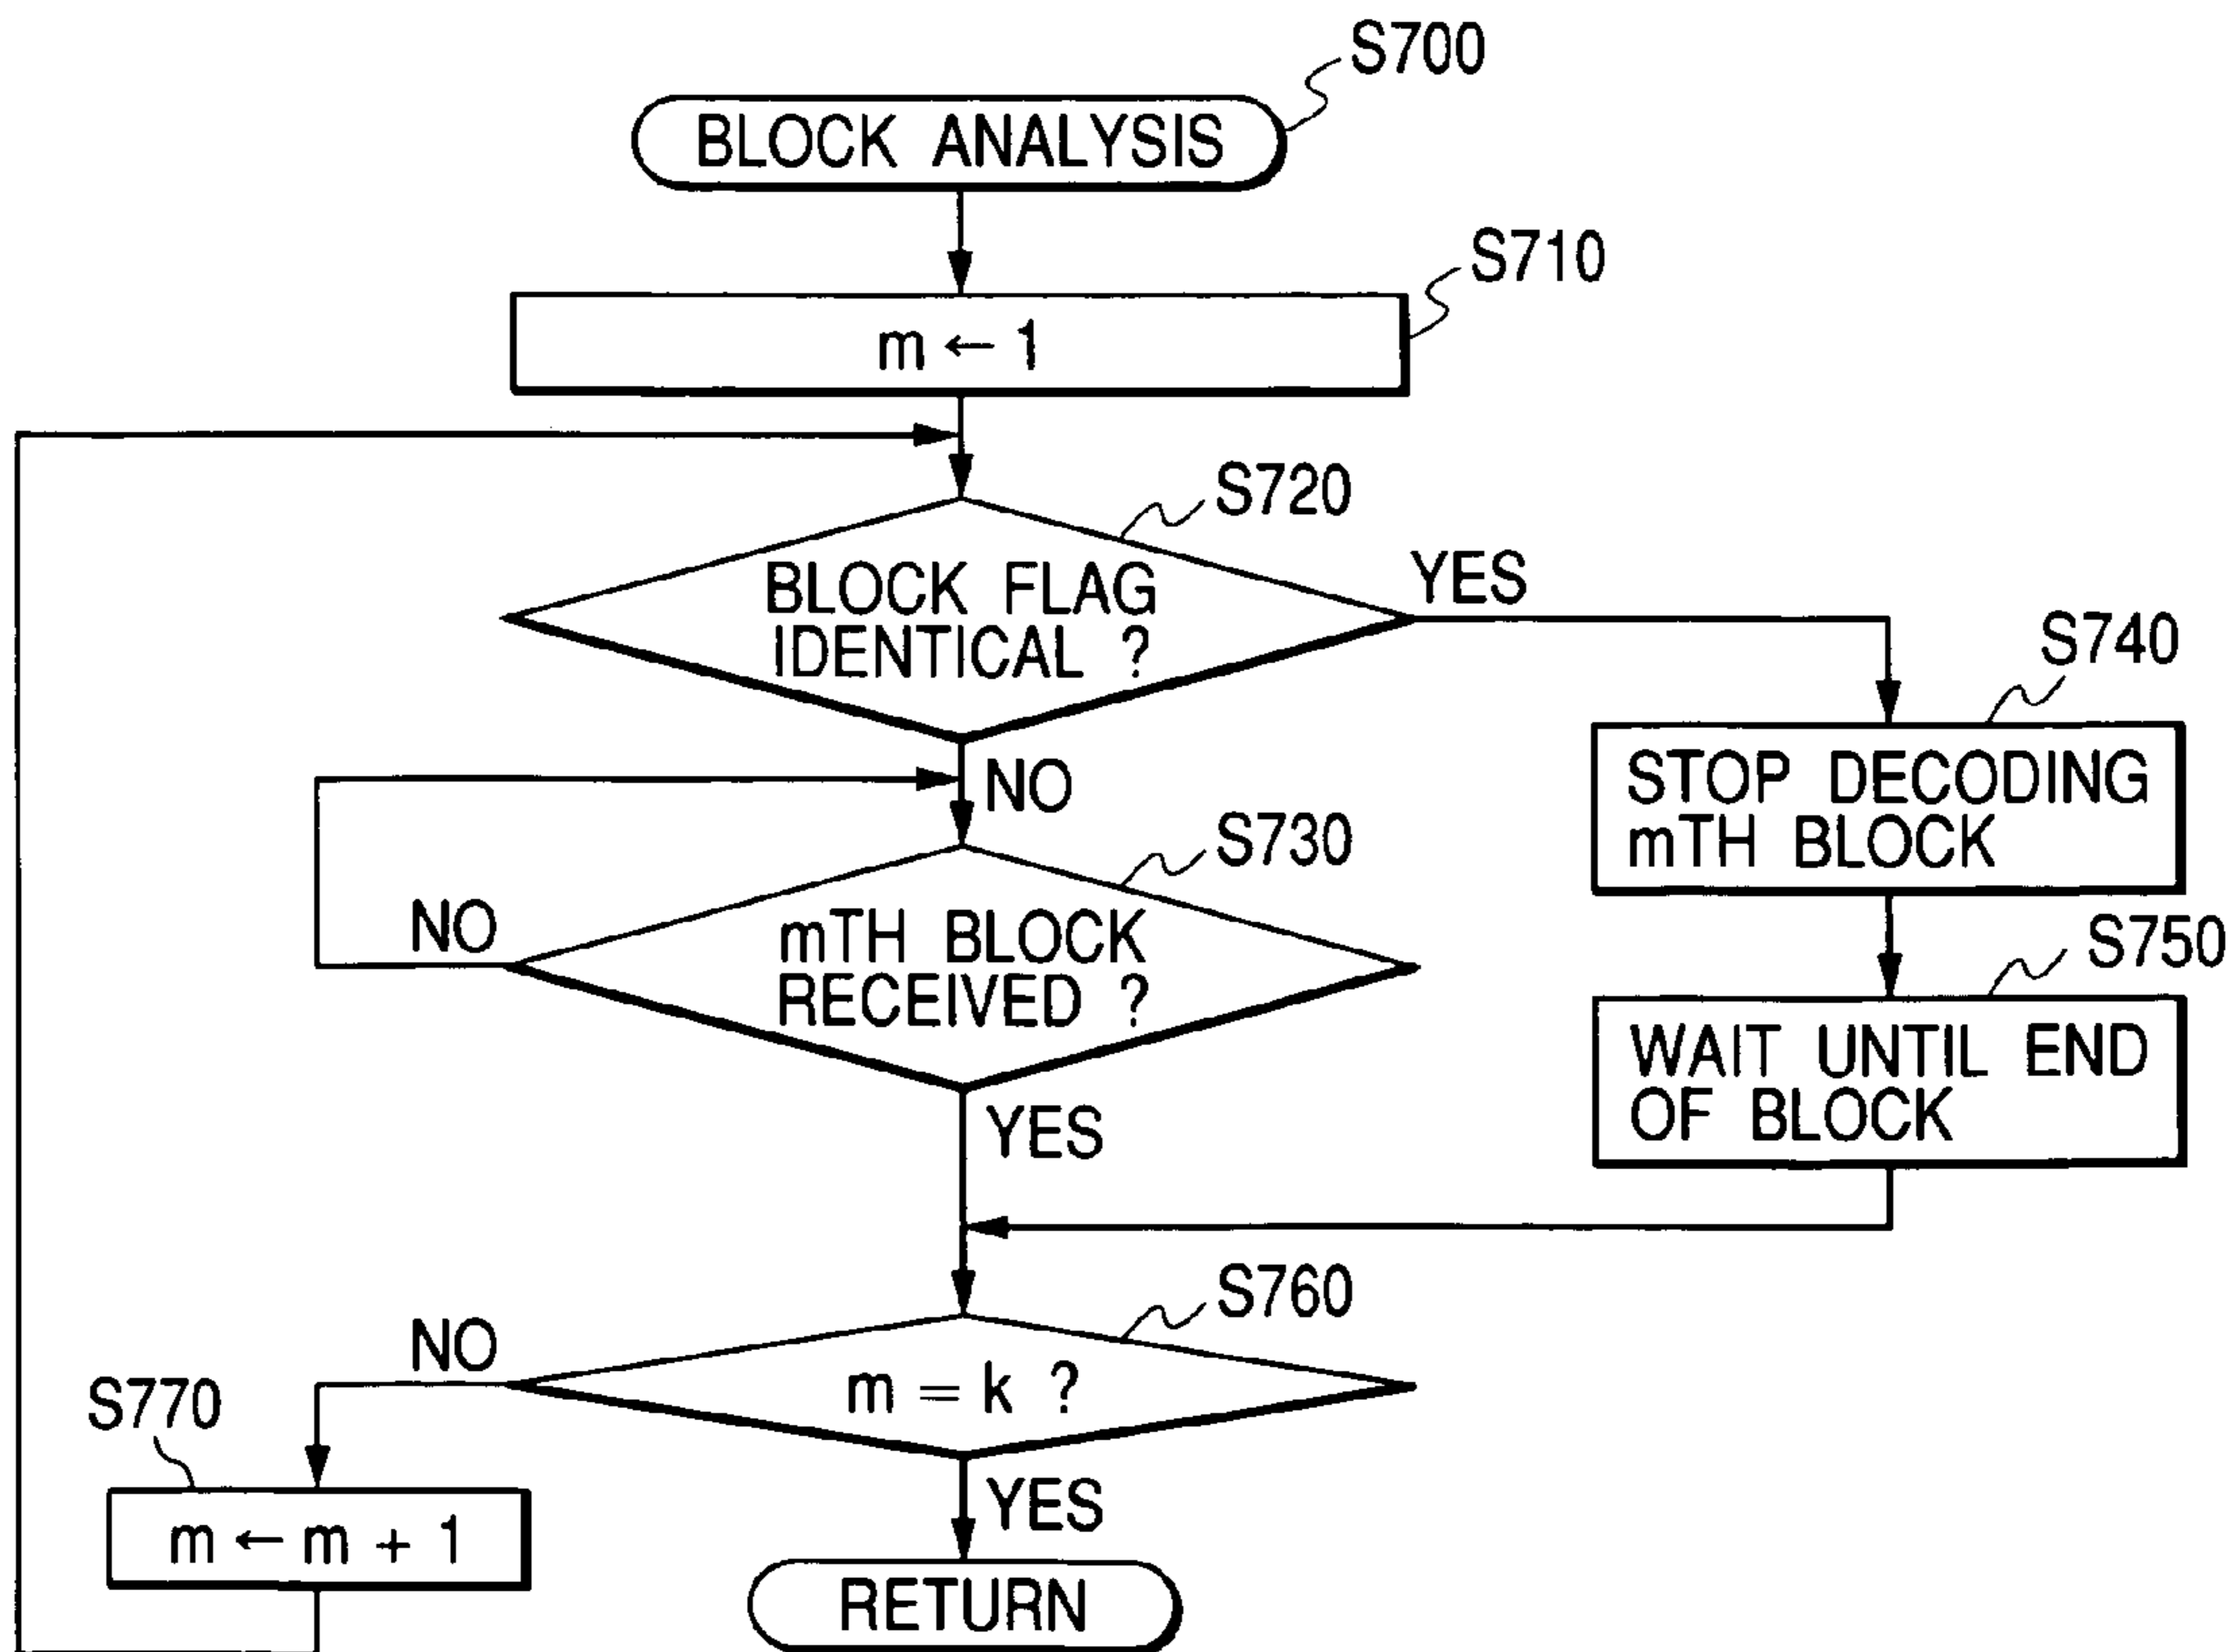 S700
BLOCK ANALYSIS
S710
m ← 1
S720
BLOCK FLAG
IDENTICAL ?
YES
S740
STOP DECODING
mTH BLOCK
NO
S730
mTH BLOCK
RECEIVED ?
NO
YES
S750
WAIT UNTIL END
OF BLOCK
S760
m = k ?
NO
S770
m ← m + 1
YES
RETURN